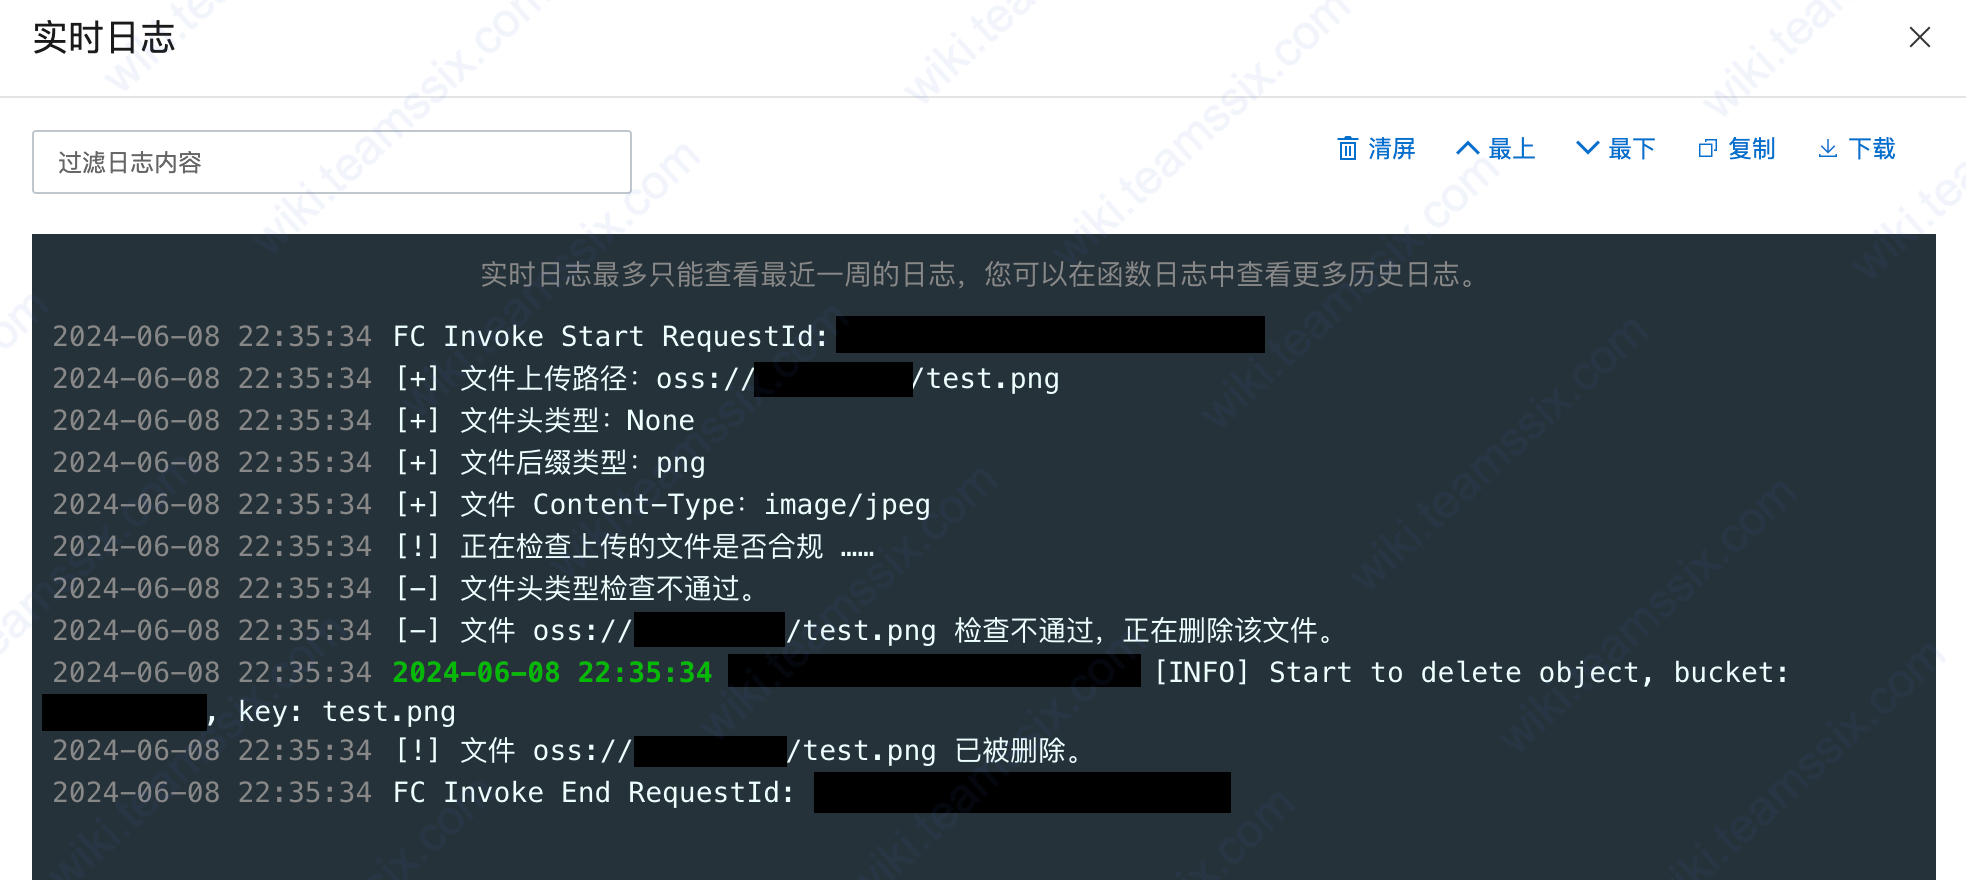 实时日志
过滤日志内容
清屏 最上 最下 复制 下载
实时日志最多只能查看最近一周的日志，您可以在函数日志中查看更多历史日志。
2024-06-08 22:35:34 FC Invoke Start RequestId:
2024-06-08 22:35:34 [+] 文件上传路径：oss:///test.png
2024-06-08 22:35:34 [+] 文件头类型：None
2024-06-08 22:35:34 [+] 文件后缀类型：png
2024-06-08 22:35:34 [+] 文件 Content-Type：image/jpeg
2024-06-08 22:35:34 [!] 正在检查上传的文件是否合规 ……
2024-06-08 22:35:34 [-] 文件头类型检查不通过。
2024-06-08 22:35:34 [-] 文件 oss:///test.png 检查不通过，正在删除该文件。
2024-06-08 22:35:34 2024-06-08 22:35:34 [INFO] Start to delete object, bucket:
, key: test.png
2024-06-08 22:35:34 [!] 文件 oss:///test.png 已被删除。
2024-06-08 22:35:34 FC Invoke End RequestId:
wiki.teamssix.com